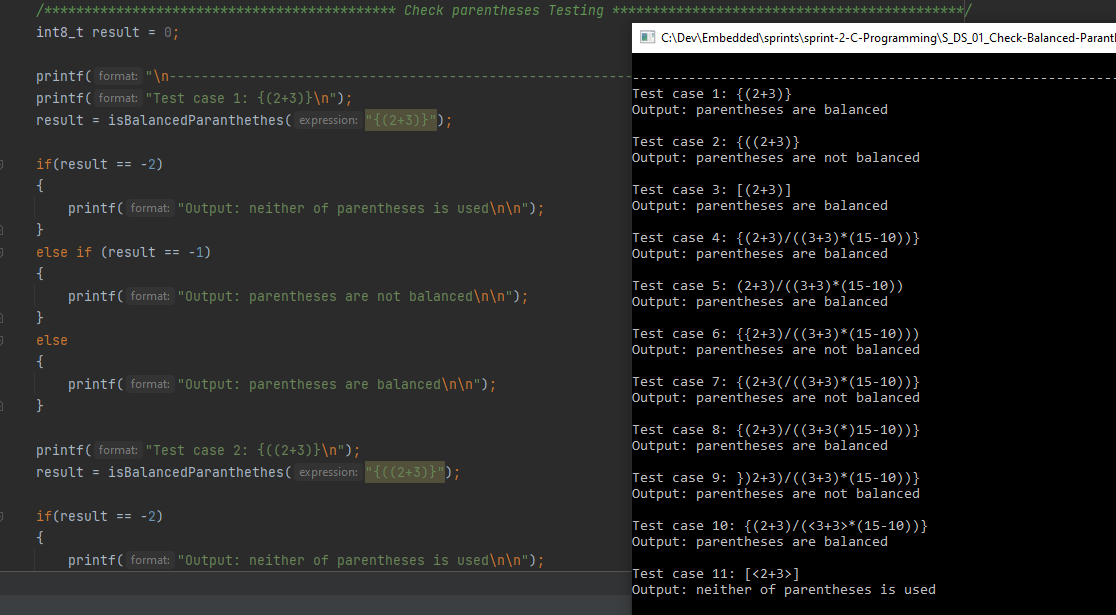 /******************************************** Check parentheses Testing ********************************************/
int8_t result = 0;
printf( format: "\n----------------------------------------------------------
printf( format: "Test case 1: {(2+3)}\n");
result = isBalancedParanthethes( expression: "{(2+3)}");
if(result == -2)
{
printf( format: "Output: neither of parentheses is used\n\n");
}
else if (result == -1)
{
printf( format: "Output: parentheses are not balanced\n\n");
}
else
{
printf( format: "Output: parentheses are balanced\n\n");
}
printf( format: "Test case 2: {((2+3)}\n");
result = isBalancedParanthethes( expression: "{((2+3)}");
if(result == -2)
{
printf( format: "Output: neither of parentheses is used\n\n");
C:\Dev\Embedded\sprints\sprint-2-C-Programming\S_DS_01_Check-Balanced-Paranth
------------------------------------------------------------
Test case 1: {(2+3)}
Output: parentheses are balanced
Test case 2: {((2+3)}
Output: parentheses are not balanced
Test case 3: [(2+3)]
Output: parentheses are balanced
Test case 4: {(2+3)/((3+3)*(15-10))}
Output: parentheses are balanced
Test case 5: (2+3)/((3+3)*(15-10))
Output: parentheses are balanced
Test case 6: {{2+3)/((3+3)*(15-10)))
Output: parentheses are not balanced
Test case 7: {(2+3(/((3+3)*(15-10))}
Output: parentheses are not balanced
Test case 8: {(2+3)/((3+3(*)15-10))}
Output: parentheses are balanced
Test case 9: })2+3)/((3+3)*(15-10))}
Output: parentheses are not balanced
Test case 10: {(2+3)/(<3+3>*(15-10))}
Output: parentheses are balanced
Test case 11: [<2+3>]
Output: neither of parentheses is used